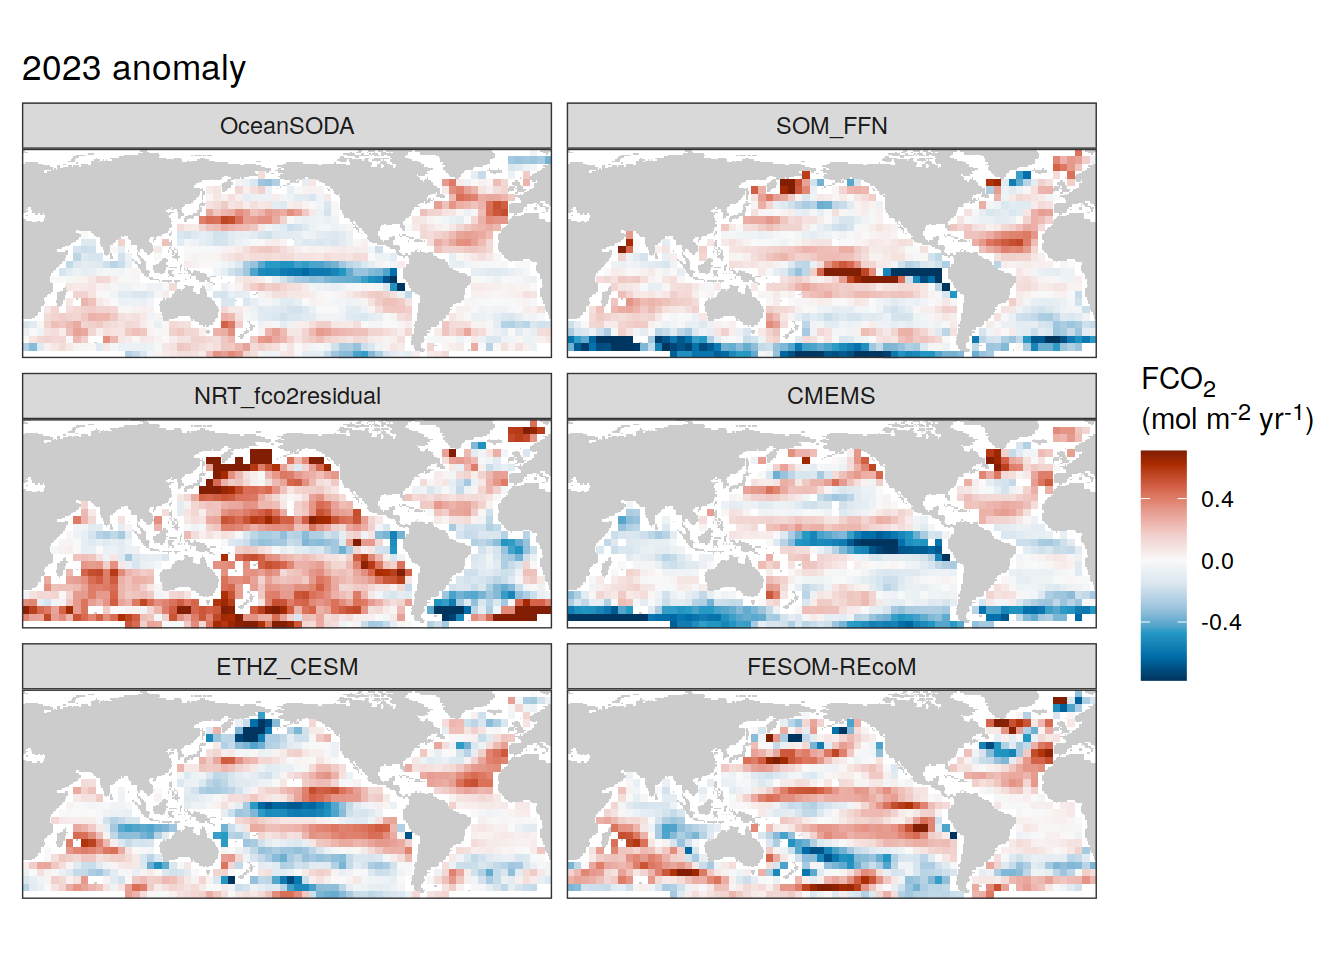 2023 anomaly
OceanSODA
SOM_FFN
NRT_fco2residual
CMEMS
ETHZ_CESM
FESOM-REcoM
FCO₂
(mol m⁻² yr⁻¹)
0.4
0.0
-0.4